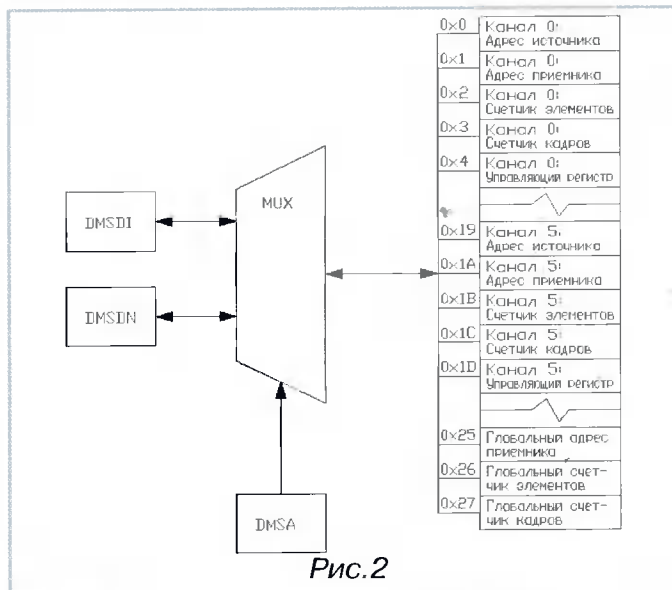 0x0 Канал 0:
Адрес источника
0x1 Канал 0:
Адрес приемника
0x2 Канал 0:
Счетчик элементов
0x3 Канал 0:
Счетчик кадров
0x4 Канал 0:
Управляющий регистр
0x19 Канал 5:
Адрес источника
0x1A Канал 5:
Адрес приемника
0x1B Канал 5:
Счетчик элементов
0x1C Канал 5:
Счетчик кадров
0x1D Канал 5:
Управляющий регистр
0x25 Глобальный адрес
приемника
0x26 Глобальный счет-
чик элементов
0x27 Глобальный счет-
чик кадров
MUX
DMSDI
DMSDN
DMSA
Рис.2